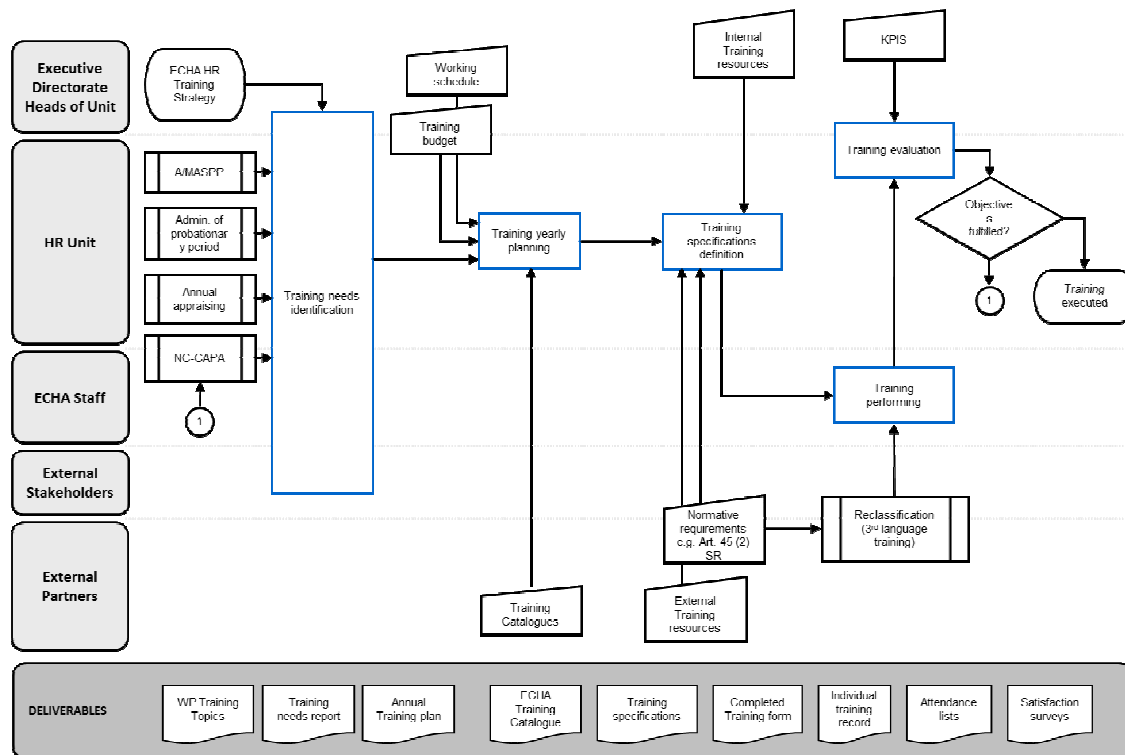 Executive
Directorate
Heads of Unit
ECHA HR
Training
Strategy
Working
schedule
Training
budget
Internal
Training
resources
KPIS
HR Unit
A/MASPP
Admin. of
probationar
y period
Annual
appraising
NC-CAPA
1
Training needs
identification
Training yearly
planning
Training
specifications
definition
Training evaluation
Objective
is
fulfilled?
1
Training
executed
ECHA Staff
Training
performing
External
Stakeholders
Normative
requirements
e.g. Art. 45 (2)
SR
Reclassification
(3rd language
training)
External
Partners
Training
Catalogues
External
Training
resources
DELIVERABLES
WP Training
Topics
Training
needs report
Annual
Training plan
ECHA
Training
Catalogue
Training
specifications
Completed
Training form
Individual
training
record
Attendance
lists
Satisfaction
surveys